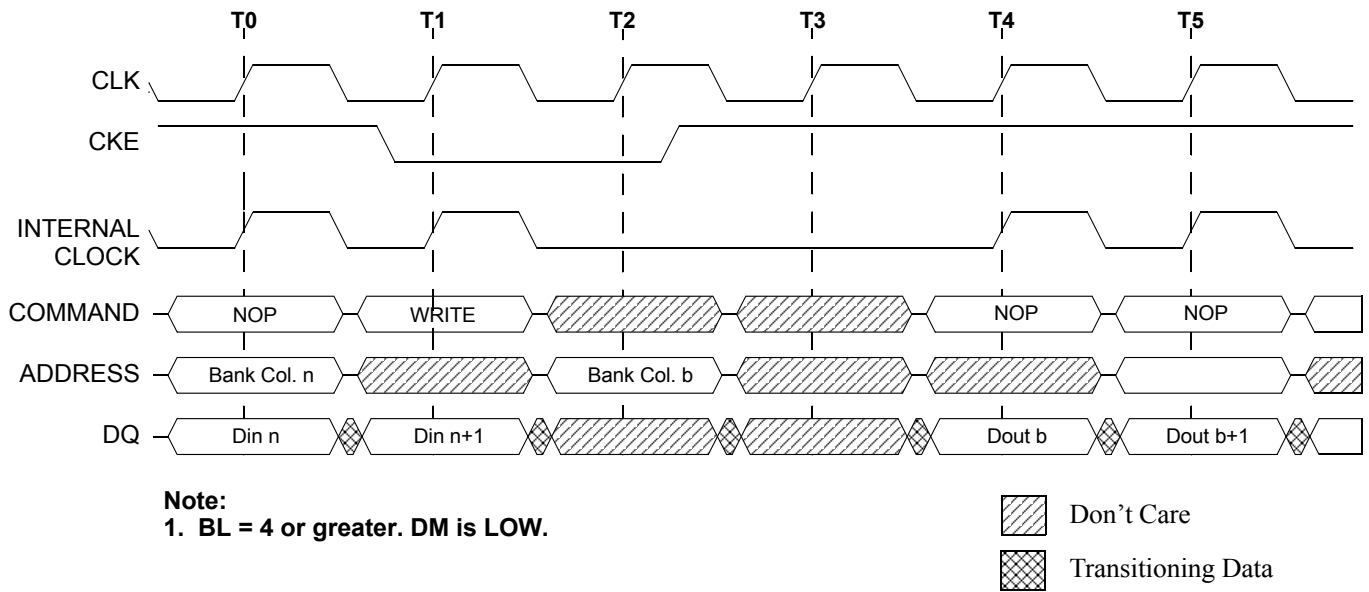 T0 T1 T2 T3 T4 T5
CLK
CKE
INTERNAL
CLOCK
COMMAND NOP WRITE NOP NOP
ADDRESS Bank Col. n Bank Col. b
DQ Din n Din n+1 Dout b Dout b+1
Note:
1. BL = 4 or greater. DM is LOW.
Don't Care
Transitioning Data